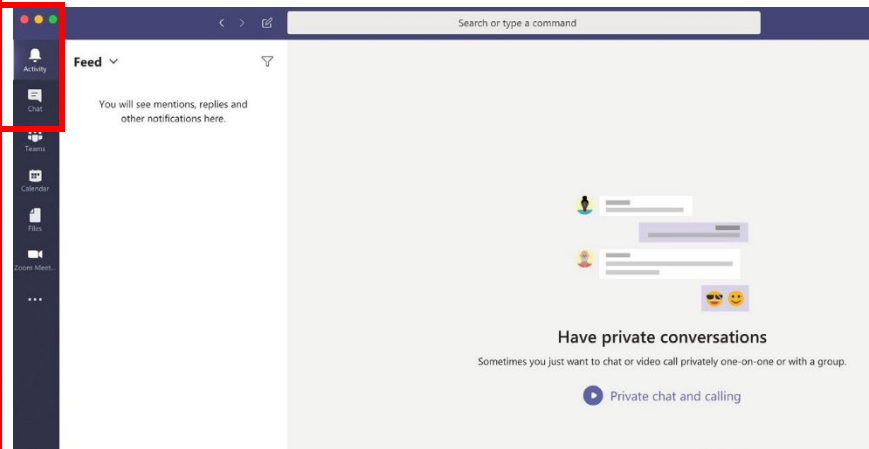 Search or type a command
Activity
Feed
Chat
You will see mentions, replies and
other notifications here.
Teams
Calendar
Files
Zoom Meet...
Have private conversations
Sometimes you just want to chat or video call privately one-on-one or with a group.
Private chat and calling